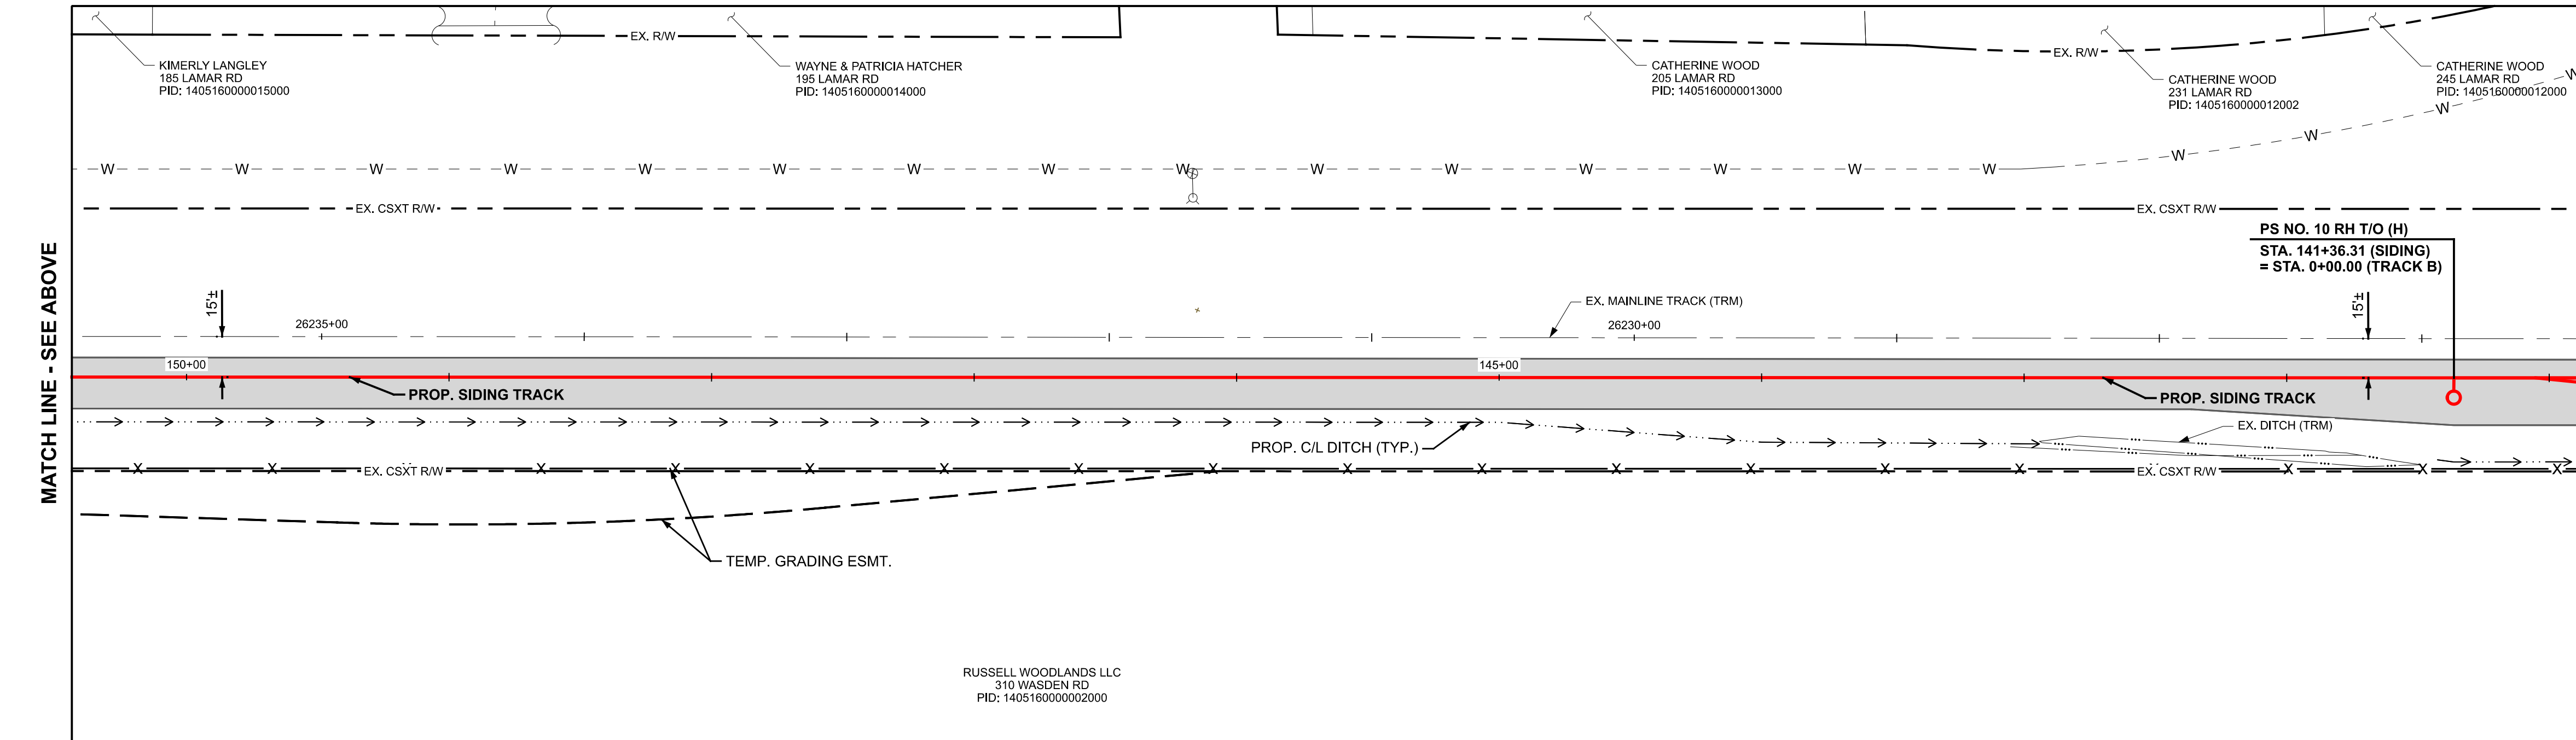 EX. R/W
EX. R/W
KIMERLY LANGLEY
185 LAMAR RD
PID: 1405160000015000
WAYNE & PATRICIA HATCHER
195 LAMAR RD
PID: 1405160000014000
CATHERINE WOOD
205 LAMAR RD
PID: 1405160000013000
CATHERINE WOOD
231 LAMAR RD
PID: 1405160000012002
CATHERINE WOOD
245 LAMAR RD
PID: 1405160000012000
W W W W W W W W W W W W W W W W W W W
EX. CSXT R/W
EX. CSXT R/W
PS NO. 10 RH T/O (H)
STA. 141+36.31 (SIDING)
= STA. 0+00.00 (TRACK B)
MATCH LINE - SEE ABOVE
15'±
15'±
EX. MAINLINE TRACK (TRM)
26235+00
26230+00
150+00
145+00
PROP. SIDING TRACK
PROP. SIDING TRACK
PROP. C/L DITCH (TYP.)
EX. DITCH (TRM)
X X X X X X X X X X X X X X X X X
EX. CSXT R/W
EX. CSXT R/W
TEMP. GRADING ESMT.
RUSSELL WOODLANDS LLC
310 WASDEN RD
PID: 1405160000002000